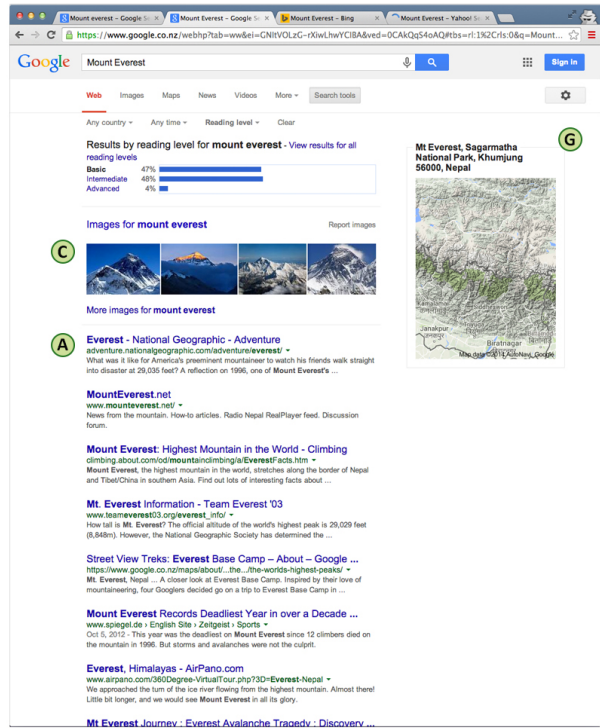 Mount everest – Google Se
Mount Everest – Google Se
Mount Everest – Bing
Mount Everest – Yahoo! Se
https://www.google.co.nz/webhp?tab=ww&ei=
Google
Mount Everest
Sign in
Web Images Maps News Videos More Search tools
Any country Any time Reading level Clear
Results by reading level for mount everest - View results for all
reading levels
Basic 47%
Intermediate 48%
Advanced 4%
Images for mount everest Report images
C
More images for mount everest
A
Everest - National Geographic - Adventure
adventure.nationalgeographic.com/adventure/everest/
What was it like for America's preeminent mountaineer to watch his friends walk straight
into disaster at 29,035 feet? A reflection on 1996, one of Mount Everest's ...
MountEverest.net
www.mounteverest.net/
News from the mountain. How-to articles. Radio Nepal RealPlayer feed. Discussion
forum.
Mount Everest: Highest Mountain in the World - Climbing
climbing.about.com/od/mountainclimbing/a/EverestFacts.htm
Mount Everest, the highest mountain in the world, stretches along the border of Nepal
and Tibet/China in southern Asia. Find out lots of interesting facts about ...
Mt. Everest Information - Team Everest '03
www.teameverest03.org/everest_info/
How tall is Mt. Everest? The official altitude of the world's highest peak is 29,029 feet
(8,848m). However, the National Geographic Society has determined the ...
Street View Treks: Everest Base Camp – About – Google ...
https://www.google.co.nz/maps/about/...the.../the-worlds-highest-peaks/
Mt. Everest, Nepal ... A closer look at Everest Base Camp. Inspired by their love of
mountaineering, four Googlers decided go on a trip to Everest Base Camp in ...
Mount Everest Records Deadliest Year in over a Decade ...
www.spiegel.de › English Site › Zeitgeist › Sports
Oct 5, 2012 - This year was the deadliest on Mount Everest since 12 climbers died on
the mountain in 1996. But storms and avalanches were not the culprit.
Everest, Himalayas - AirPano.com
www.airpano.com/360Degree-VirtualTour.php?3D=Everest-Nepal
We approached the turn of the ice river flowing from the highest mountain. Almost there!
Little bit longer, and we would see Mount Everest in all its glory.
Mt Everest Journey : Everest Avalanche Tragedy : Discovery ...
G
Mt Everest, Sagarmatha
National Park, Khumjung
56000, Nepal
Janakpur
Biratnagar
Map data ©2014 AutoNavi, Google